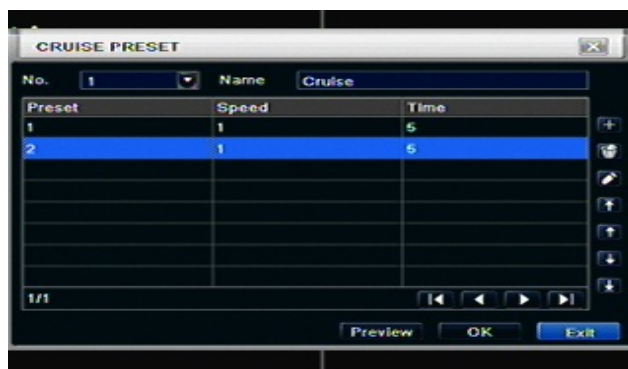 CRUISE PRESET
No. 1 Name Cruise
Preset Speed Time
1 1 5
2 1 5
1/1
Preview OK Exit